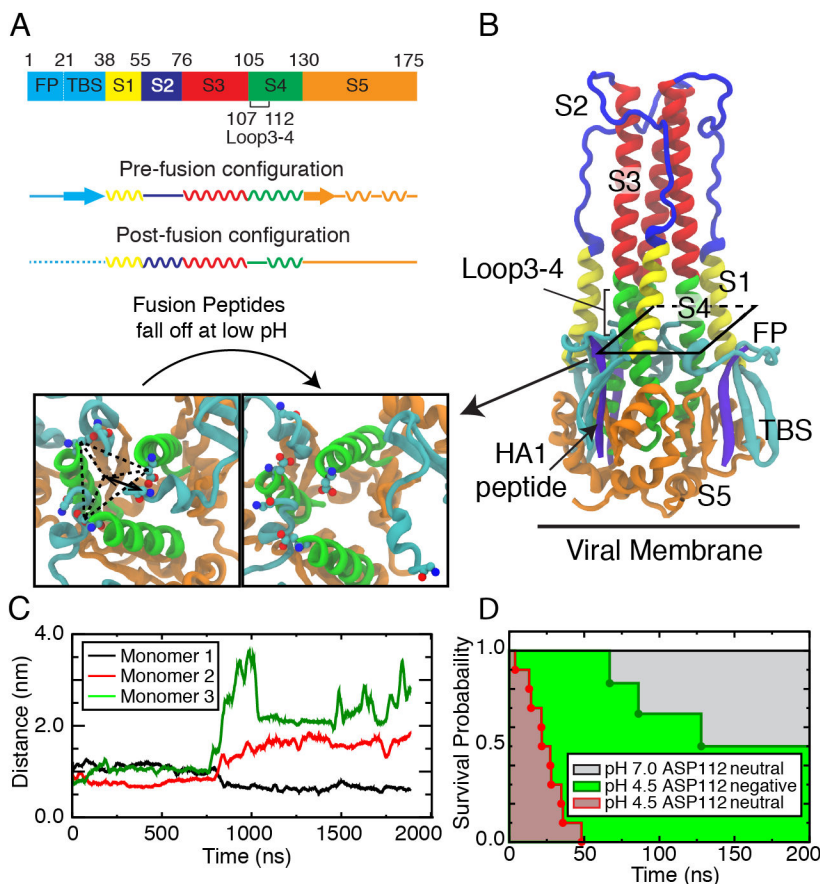 A
1 21 38 55 76 105 130 175
FP TBS S1 S2 S3 S4 S5
107 112
Loop3-4
Pre-fusion configuration
Post-fusion configuration
Fusion Peptides
fall off at low pH
B
S2
S3
Loop3-4
S1
S4
FP
TBS
HA1
peptide
S5
Viral Membrane
C
4.0
Monomer 1
Monomer 2
Monomer 3
2.0
0.0
Distance (nm)
0 500 1000 1500 2000
Time (ns)
D
1.0
0.5
0.0
Survival Probabaility
pH 7.0 ASP112 neutral
pH 4.5 ASP112 negative
pH 4.5 ASP112 neutral
0 50 100 150 200
Time (ns)